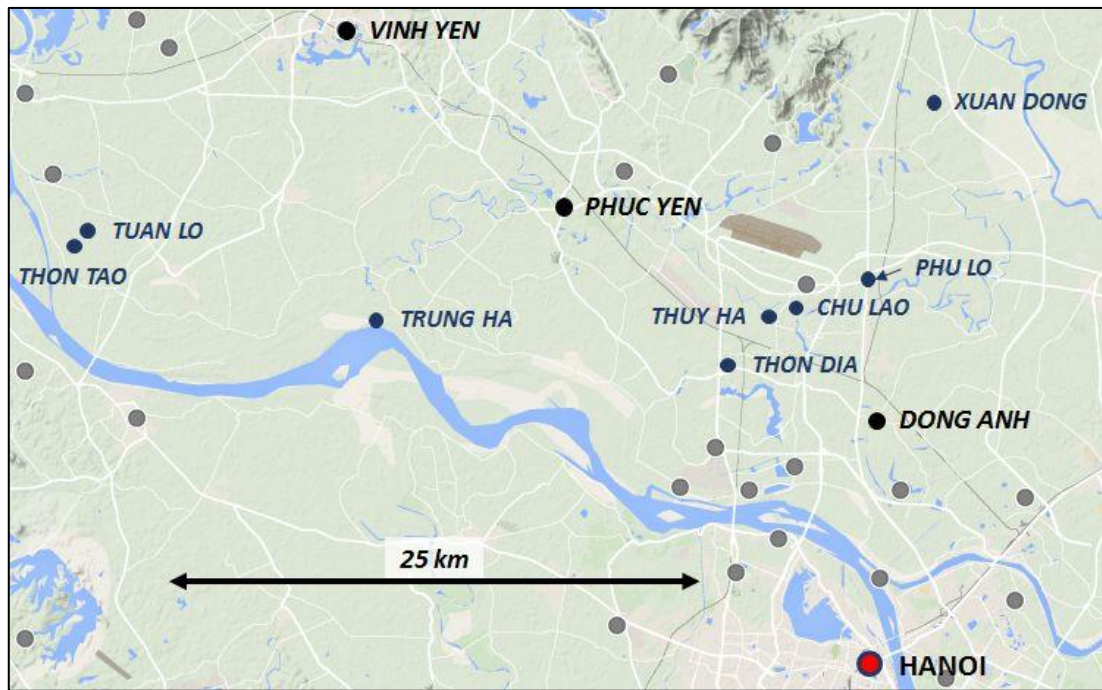 VINH YEN
XUAN DONG
PHUC YEN
TUAN LO
THON TAO
PHU LO
TRUNG HA
THUY HA
CHU LAO
THON DIA
DONG ANH
25 km
HANOI